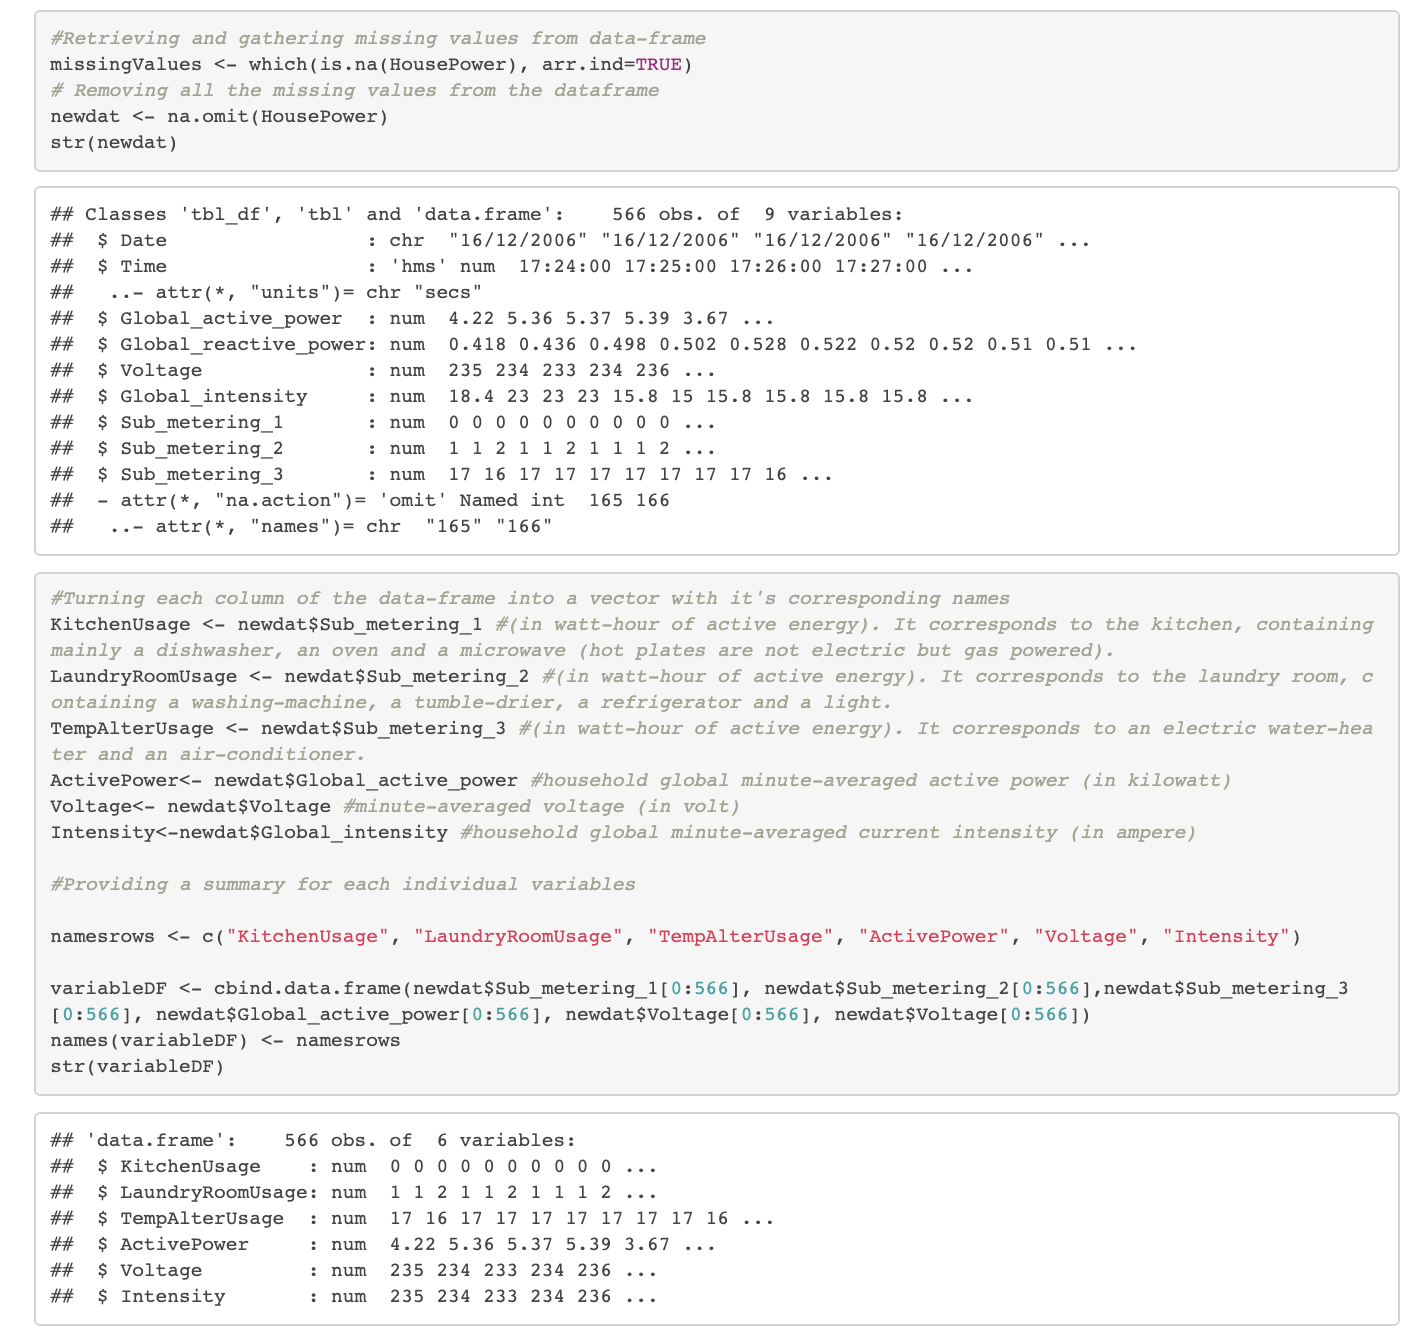 #Retrieving and gathering missing values from data-frame
missingValues <- which(is.na(HousePower), arr.ind=TRUE)
# Removing all the missing values from the dataframe
newdat <- na.omit(HousePower)
str(newdat)
## Classes 'tbl_df', 'tbl' and 'data.frame':    566 obs. of  9 variables:
##  $ Date                 : chr  "16/12/2006" "16/12/2006" "16/12/2006" "16/12/2006" ...
##  $ Time                 : 'hms' num  17:24:00 17:25:00 17:26:00 17:27:00 ...
##   ..- attr(*, "units")= chr "secs"
##  $ Global_active_power  : num  4.22 5.36 5.37 5.39 3.67 ...
##  $ Global_reactive_power: num  0.418 0.436 0.498 0.502 0.528 0.522 0.52 0.52 0.51 0.51 ...
##  $ Voltage              : num  235 234 233 234 236 ...
##  $ Global_intensity     : num  18.4 23 23 23 15.8 15 15.8 15.8 15.8 15.8 ...
##  $ Sub_metering_1       : num  0 0 0 0 0 0 0 0 0 0 ...
##  $ Sub_metering_2       : num  1 1 2 1 1 2 1 1 1 2 ...
##  $ Sub_metering_3       : num  17 16 17 17 17 17 17 17 17 16 ...
##  - attr(*, "na.action")= 'omit' Named int  165 166
##   ..- attr(*, "names")= chr  "165" "166"
#Turning each column of the data-frame into a vector with it's corresponding names
KitchenUsage <- newdat$Sub_metering_1 #(in watt-hour of active energy). It corresponds to the kitchen, containing
mainly a dishwasher, an oven and a microwave (hot plates are not electric but gas powered).
LaundryRoomUsage <- newdat$Sub_metering_2 #(in watt-hour of active energy). It corresponds to the laundry room, c
ontaining a washing-machine, a tumble-drier, a refrigerator and a light.
TempAlterUsage <- newdat$Sub_metering_3 #(in watt-hour of active energy). It corresponds to an electric water-hea
ter and an air-conditioner.
ActivePower<- newdat$Global_active_power #household global minute-averaged active power (in kilowatt)
Voltage<- newdat$Voltage #minute-averaged voltage (in volt)
Intensity<-newdat$Global_intensity #household global minute-averaged current intensity (in ampere)
#Providing a summary for each individual variables
namesrows <- c("KitchenUsage", "LaundryRoomUsage", "TempAlterUsage", "ActivePower", "Voltage", "Intensity")
variableDF <- cbind.data.frame(newdat$Sub_metering_1[0:566], newdat$Sub_metering_2[0:566],newdat$Sub_metering_3
[0:566], newdat$Global_active_power[0:566], newdat$Voltage[0:566], newdat$Voltage[0:566])
names(variableDF) <- namesrows
str(variableDF)
## 'data.frame':    566 obs. of  6 variables:
##  $ KitchenUsage    : num  0 0 0 0 0 0 0 0 0 0 ...
##  $ LaundryRoomUsage: num  1 1 2 1 1 2 1 1 1 2 ...
##  $ TempAlterUsage  : num  17 16 17 17 17 17 17 17 17 16 ...
##  $ ActivePower     : num  4.22 5.36 5.37 5.39 3.67 ...
##  $ Voltage         : num  235 234 233 234 236 ...
##  $ Intensity       : num  235 234 233 234 236 ...